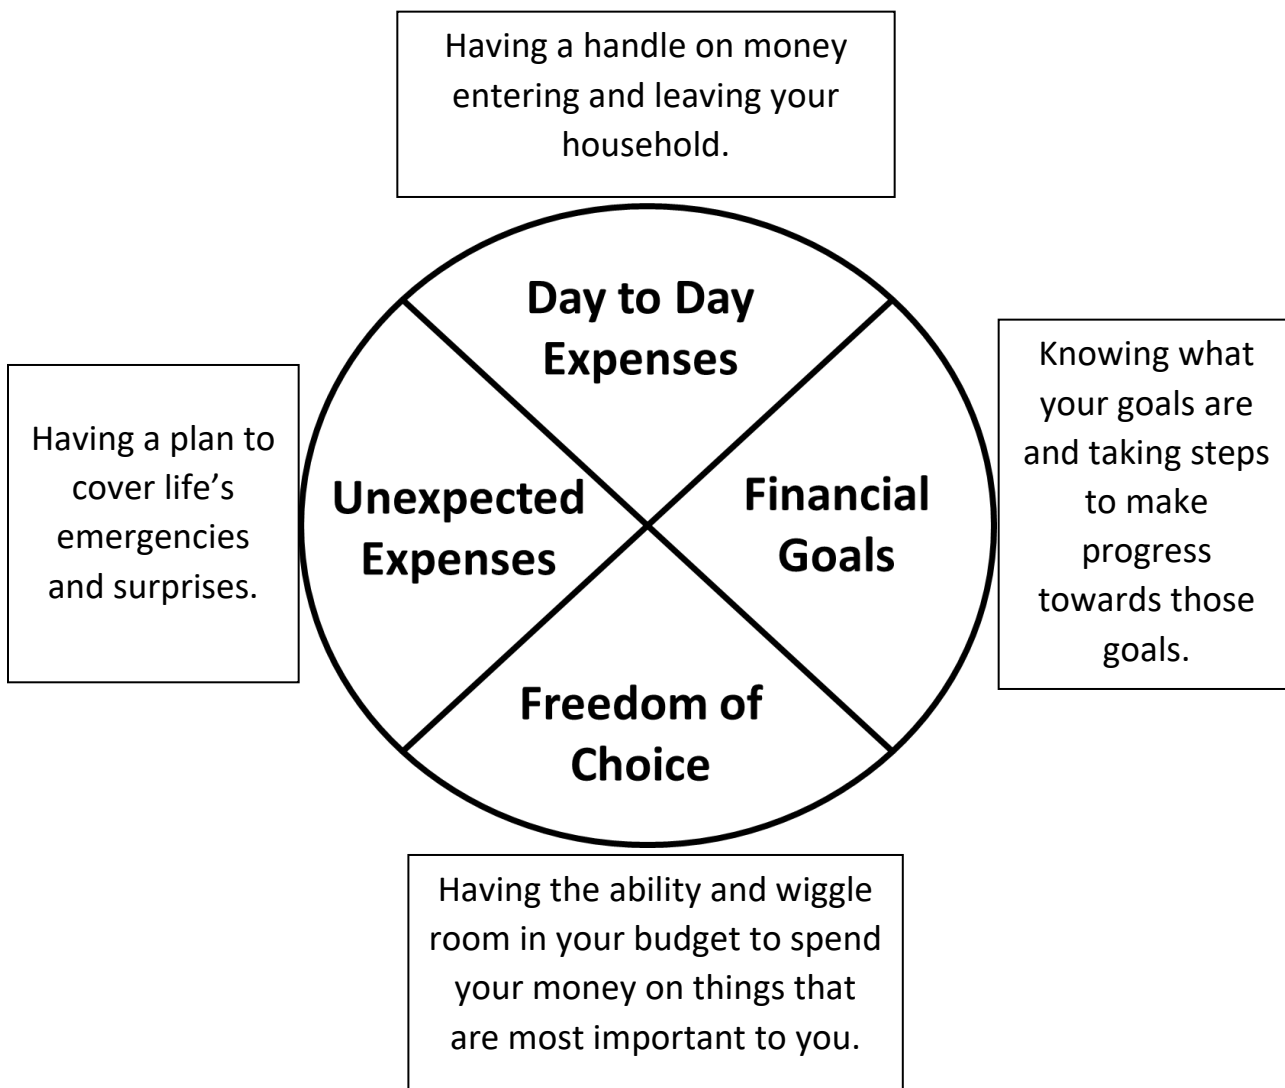 Having a handle on money
entering and leaving your
household.
Day to Day
Expenses
Having a plan to
cover life’s
emergencies
and surprises.
Unexpected
Expenses
Financial
Goals
Knowing what
your goals are
and taking steps
to make
progress
towards those
goals.
Freedom of
Choice
Having the ability and wiggle
room in your budget to spend
your money on things that
are most important to you.